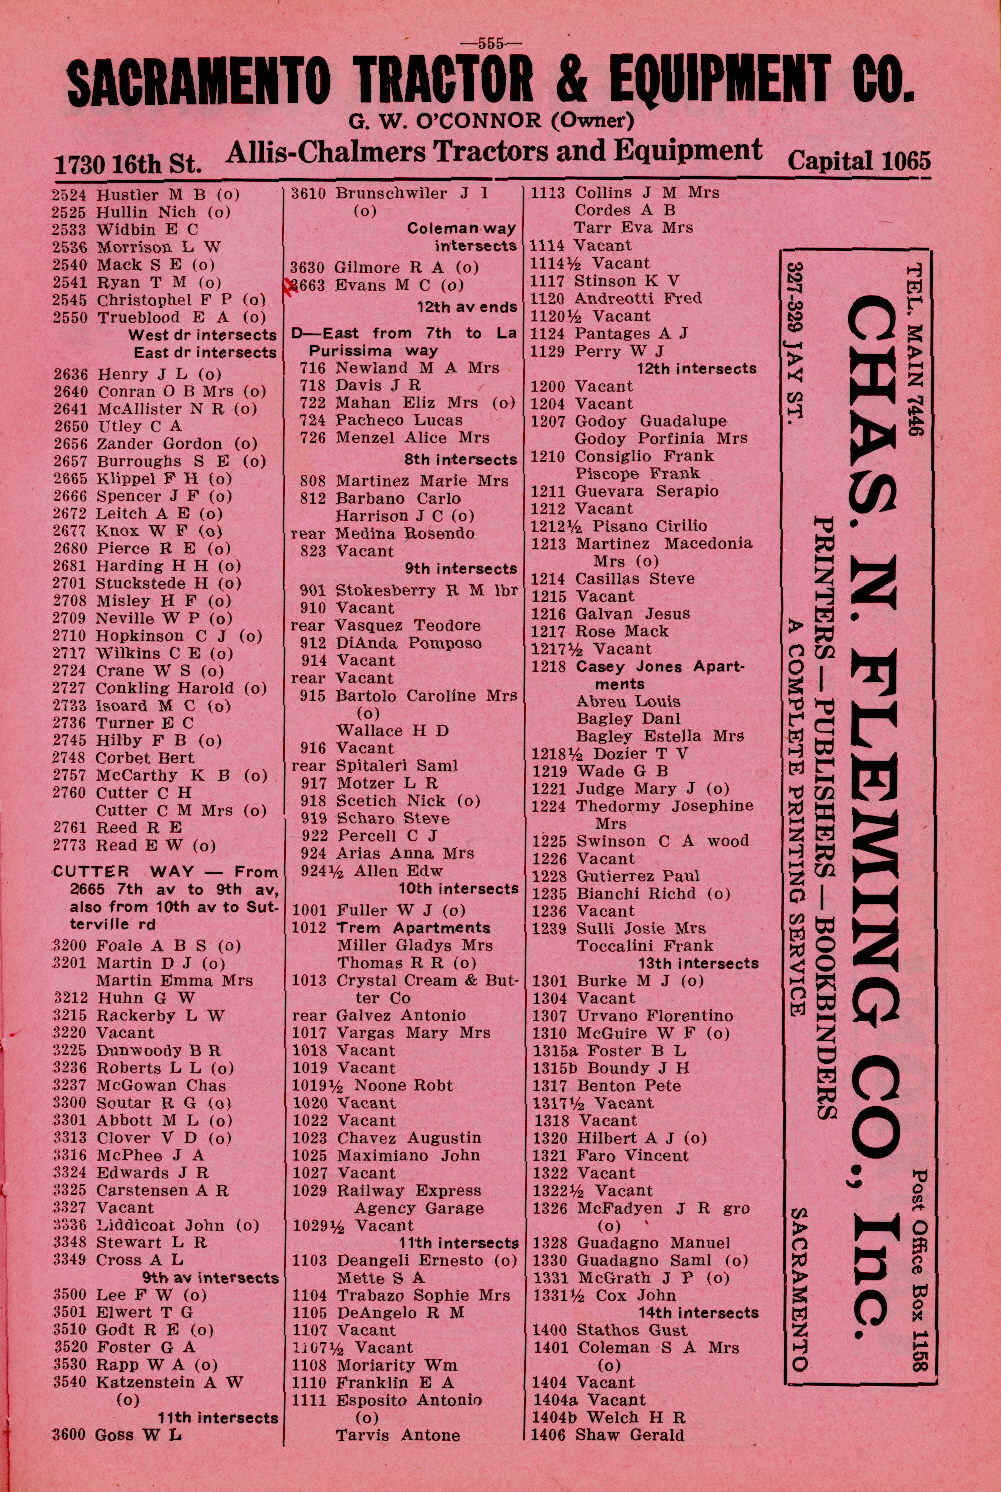 —555—
SACRAMENTO TRACTOR & EQUIPMENT CO.
G. W. O'CONNOR (Owner)
1730 16th St. Allis-Chalmers Tractors and Equipment Capital 1065
2524 Hustler M B (o)
2525 Hullin Nich (o)
2533 Widbin E C
2536 Morrison L W
2540 Mack S E (o)
2541 Ryan T M (o)
2545 Christophel F P (o)
2550 Trueblood E A (o)
West dr intersects
East dr intersects
2636 Henry J L (o)
2640 Conran O B Mrs (o)
2641 McAllister N R (o)
2650 Utley C A
2656 Zander Gordon (o)
2657 Burroughs S E (o)
2665 Klippel F H (o)
2666 Spencer J F (o)
2672 Leitch A E (o)
2677 Knox W F (o)
2680 Pierce R E (o)
2681 Harding H H (o)
2701 Stuckstede H (o)
2708 Misley H F (o)
2709 Neville W P (o)
2710 Hopkinson C J (o)
2717 Wilkins C E (o)
2724 Crane W S (o)
2727 Conkling Harold (o)
2733 Isoard M C (o)
2736 Turner E C
2745 Hilby F B (o)
2748 Corbet Bert
2757 McCarthy K B (o)
2760 Cutter C H
Cutter C M Mrs (o)
2761 Reed R E
2773 Read E W (o)
CUTTER WAY — From
2665 7th av to 9th av,
also from 10th av to Sut-
terville rd
3200 Foale A B S (o)
3201 Martin D J (o)
Martin Emma Mrs
3212 Huhn G W
3215 Rackerby L W
3220 Vacant
3225 Dunwoody B R
3236 Roberts L L (o)
3237 McGowan Chas
3300 Soutar R G (o)
3301 Abbott M L (o)
3313 Clover V D (o)
3316 McPhee J A
3324 Edwards J R
3325 Carstensen A R
3327 Vacant
3336 Liddicoat John (o)
3348 Stewart L R
3349 Cross A L
9th av intersects
3500 Lee F W (o)
3501 Elwert T G
3510 Godt R E (o)
3520 Foster G A
3530 Rapp W A (o)
3540 Katzenstein A W
(o)
11th intersects
3600 Goss W L
3610 Brunschwiler J I
(o)
Coleman way
intersects
3630 Gilmore R A (o)
3663 Evans M C (o)
12th av ends
D—East from 7th to La
Purissima way
716 Newland M A Mrs
718 Davis J R
722 Mahan Eliz Mrs (o)
724 Pacheco Lucas
726 Menzel Alice Mrs
8th intersects
808 Martinez Marie Mrs
812 Barbano Carlo
Harrison J C (o)
rear Medina Rosendo
823 Vacant
9th intersects
901 Stokesberry R M lbr
910 Vacant
rear Vasquez Teodore
912 DiAnda Pomposo
914 Vacant
rear Vacant
915 Bartolo Caroline Mrs
(o)
Wallace H D
916 Vacant
rear Spitaleri Saml
917 Motzer L R
918 Scetich Nick (o)
919 Scharo Steve
922 Percell C J
924 Arias Anna Mrs
924½ Allen Edw
10th intersects
1001 Fuller W J (o)
1012 Trem Apartments
Miller Gladys Mrs
Thomas R R (o)
1013 Crystal Cream & But-
ter Co
rear Galvez Antonio
1017 Vargas Mary Mrs
1018 Vacant
1019 Vacant
1019½ Noone Robt
1020 Vacant
1022 Vacant
1023 Chavez Augustin
1025 Maximiano John
1027 Vacant
1029 Railway Express
Agency Garage
1029½ Vacant
11th intersects
1103 Deangeli Ernesto (o)
Mette S A
1104 Trabazo Sophie Mrs
1105 DeAngelo R M
1107 Vacant
1107½ Vacant
1108 Moriarity Wm
1110 Franklin E A
1111 Esposito Antonio
(o)
Tarvis Antone
1113 Collins J M Mrs
Cordes A B
Tarr Eva Mrs
1114 Vacant
1114½ Vacant
1117 Stinson K V
1120 Andreotti Fred
1120½ Vacant
1124 Pantages A J
1129 Perry W J
12th intersects
1200 Vacant
1204 Vacant
1207 Godoy Guadalupe
Godoy Porfinia Mrs
1210 Consiglio Frank
Piscope Frank
1211 Guevara Serapio
1212 Vacant
1212½ Pisano Cirilio
1213 Martinez Macedonia
Mrs (o)
1214 Casillas Steve
1215 Vacant
1216 Galvan Jesus
1217 Rose Mack
1217½ Vacant
1218 Casey Jones Apart-
ments
Abreu Louis
Bagley Danl
Bagley Estella Mrs
1218½ Dozier T V
1219 Wade G B
1221 Judge Mary J (o)
1224 Thedormy Josephine
Mrs
1225 Swinson C A wood
1226 Vacant
1228 Gutierrez Paul
1235 Bianchi Richd (o)
1236 Vacant
1239 Sulli Josie Mrs
Toccalini Frank
13th intersects
1301 Burke M J (o)
1304 Vacant
1307 Urvano Florentino
1310 McGuire W F (o)
1315a Foster B L
1315b Boundy J H
1317 Benton Pete
1317½ Vacant
1318 Vacant
1320 Hilbert A J (o)
1321 Faro Vincent
1322 Vacant
1322½ Vacant
1326 McFadyen J R gro
(o)
1328 Guadagno Manuel
1330 Guadagno Saml (o)
1331 McGrath J P (o)
1331½ Cox John
14th intersects
1400 Stathos Gust
1401 Coleman S A Mrs
(o)
1404 Vacant
1404a Vacant
1404b Welch H R
1406 Shaw Gerald
TEL. MAIN 7446 Post Office Box 1158
CHAS. N. FLEMING CO., Inc.
PRINTERS — PUBLISHERS — BOOKBINDERS
A COMPLETE PRINTING SERVICE
327-329 JAY ST. SACRAMENTO